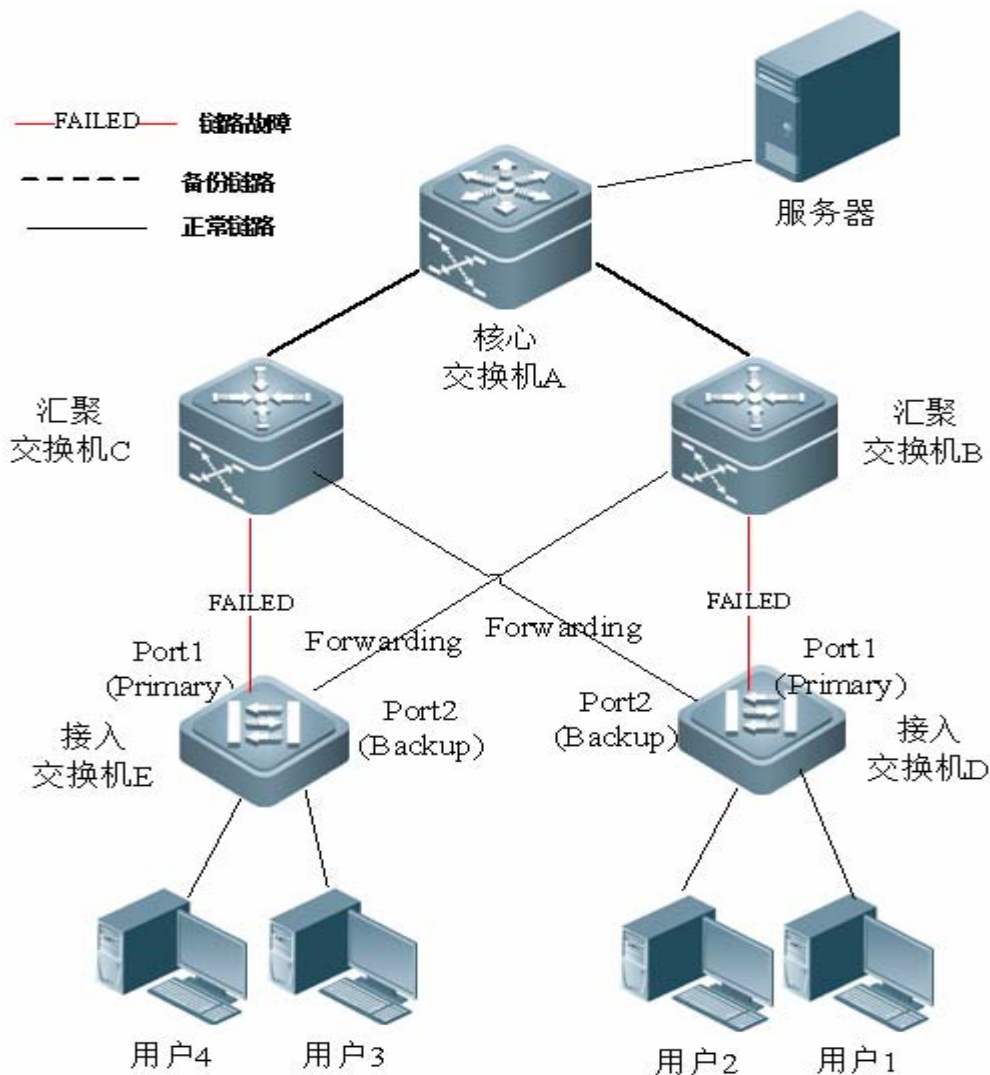 FAILED 链路故障
备份链路
正常链路
服务器
核心
交换机A
汇聚
交换机C
汇聚
交换机B
FAILED
FAILED
Forwarding
Forwarding
Port1
(Primary)
Port1
(Primary)
Port2
(Backup)
Port2
(Backup)
接入
交换机E
接入
交换机D
用户4
用户3
用户2
用户1